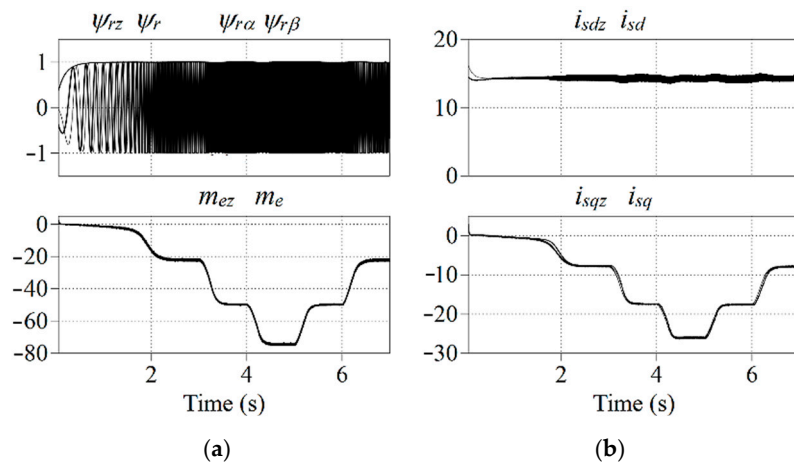 ψrz ψr ψrα ψrβ
1
0
-1
mez me
0
-20
-40
-60
-80
2 4 6
Time (s)
(a)
isdz isd
20
10
0
isqz isq
0
-10
-20
-30
2 4 6
Time (s)
(b)